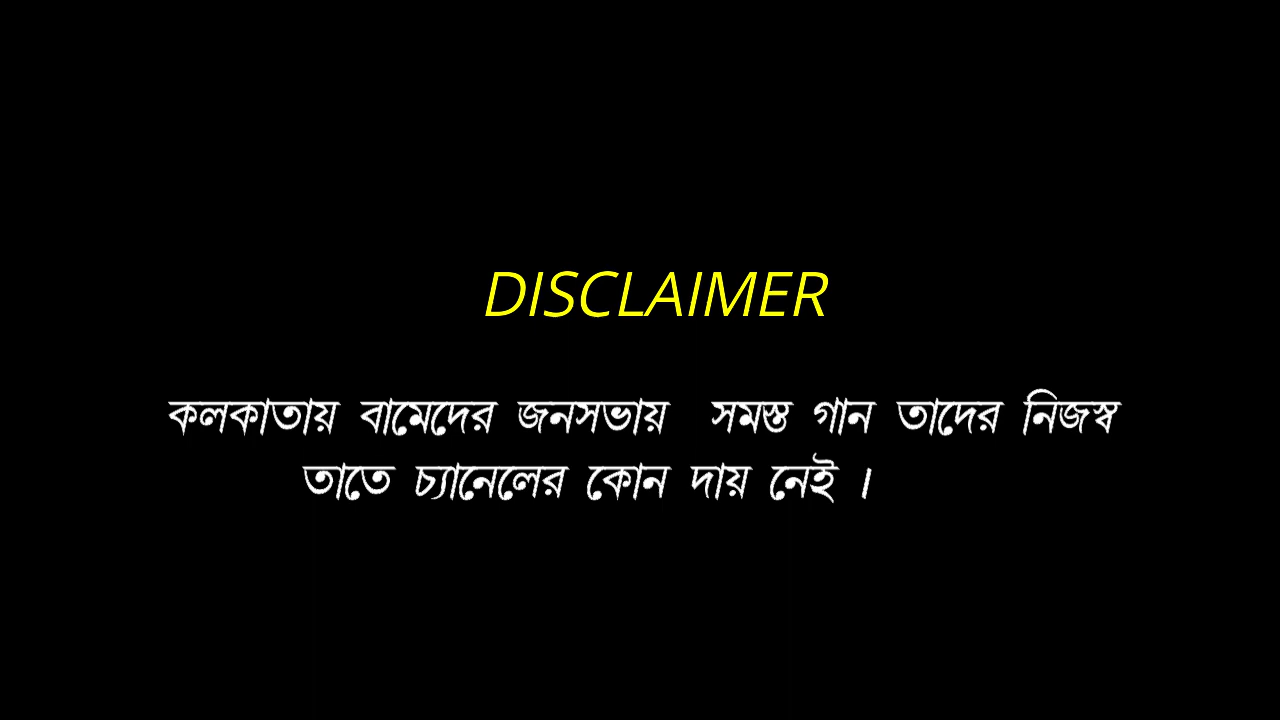 DISCLAIMER
কলকাতায় বামেদের জনসভায় সমস্ত গান তাদের নিজস্ব
তাতে চ্যানেলের কোন দায় নেই ।